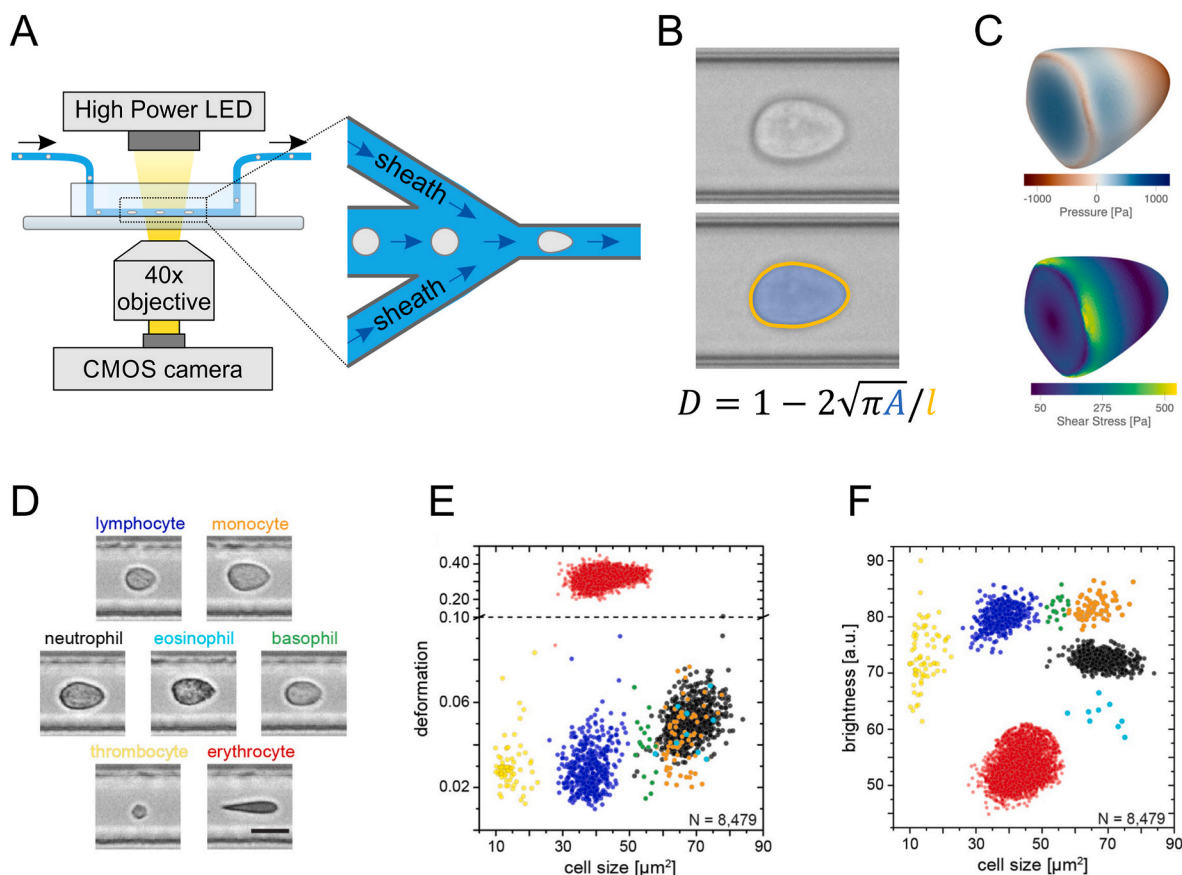 A
High Power LED
40x
objective
CMOS camera
sheath
sheath
B
D = 1 − 2√πA/l
C
-1000 0 1000
Pressure [Pa]
50 275 500
Shear Stress [Pa]
D
lymphocyte monocyte
neutrophil eosinophil basophil
thrombocyte erythrocyte
E
deformation
0.40
0.20
0.10
0.06
0.02
N = 8,479
10 30 50 70 90
cell size [µm²]
F
brightness [a.u.]
90
80
70
60
50
N = 8,479
10 30 50 70 90
cell size [µm²]